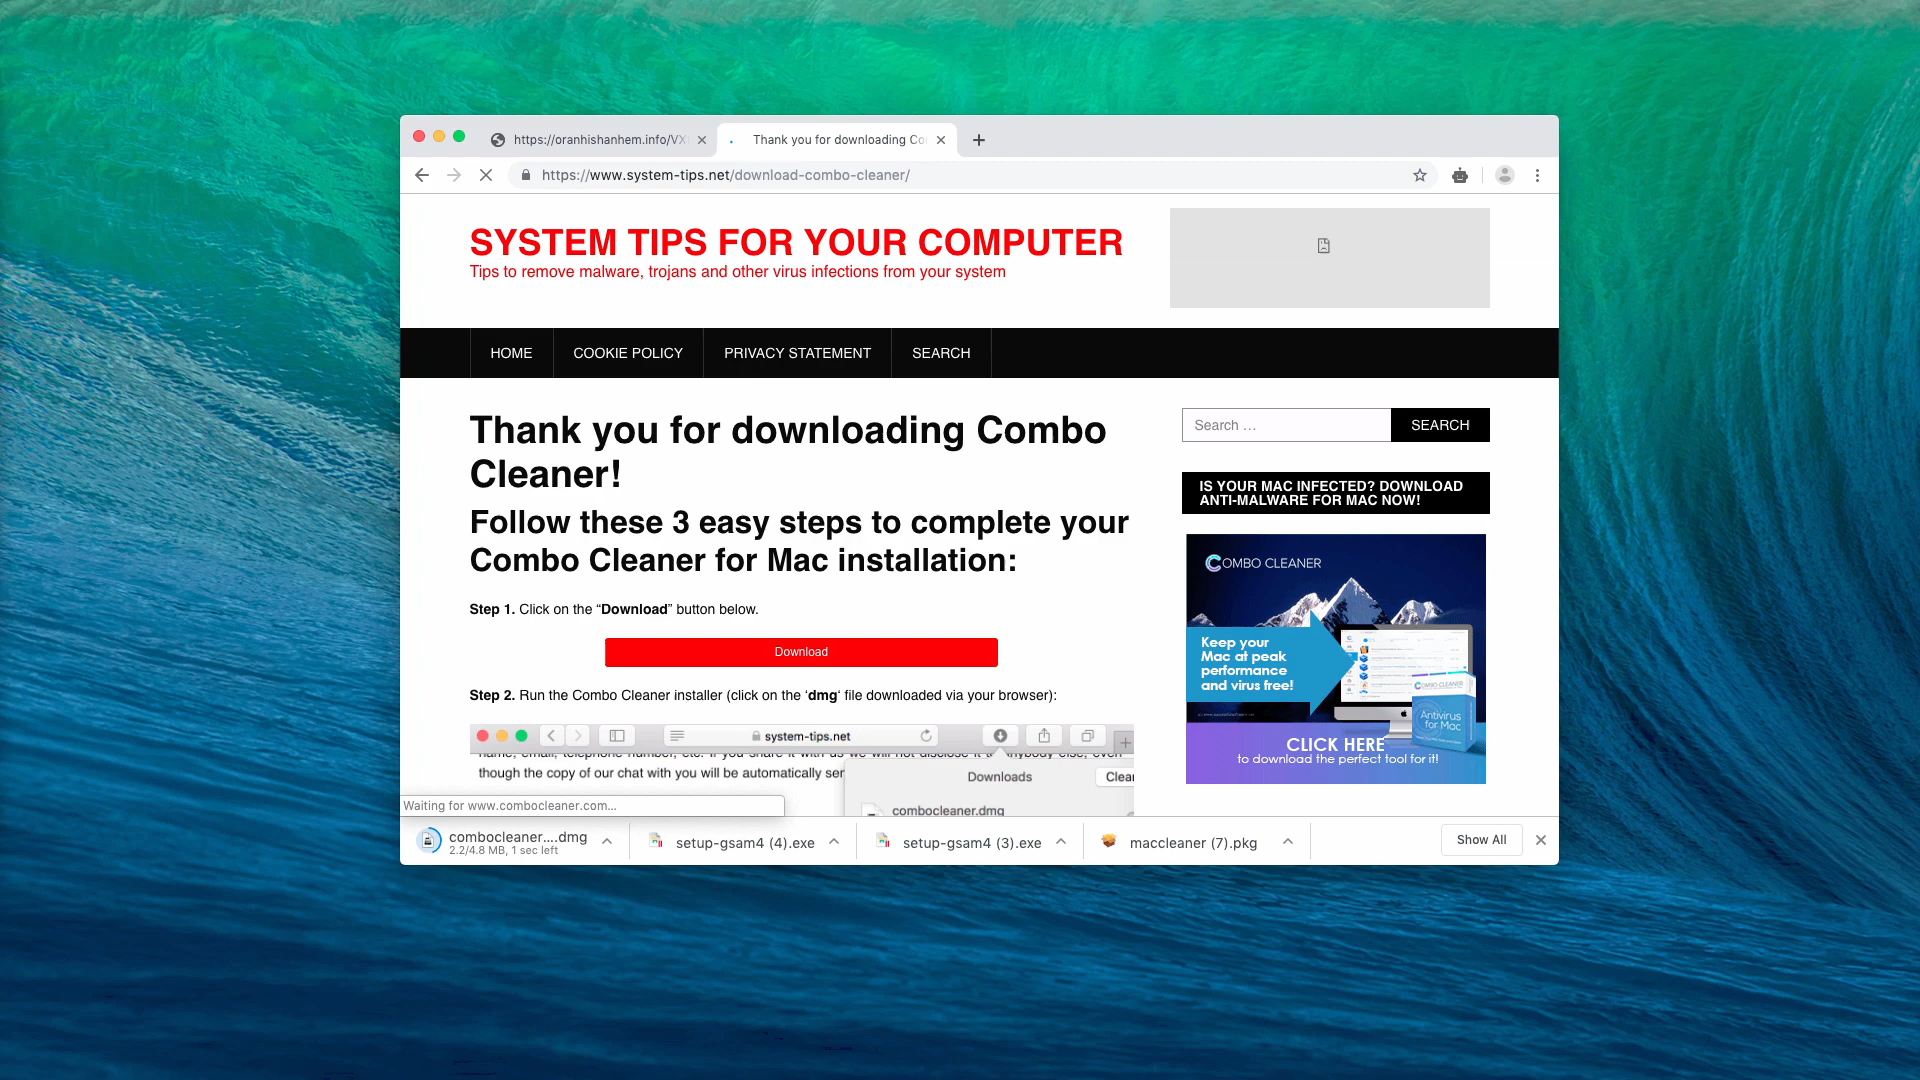 https://oranhishanhem.info/VX
Thank you for downloading Co
https://www.system-tips.net/download-combo-cleaner/
SYSTEM TIPS FOR YOUR COMPUTER
Tips to remove malware, trojans and other virus infections from your system
HOME
COOKIE POLICY
PRIVACY STATEMENT
SEARCH
Thank you for downloading Combo
Cleaner!
Follow these 3 easy steps to complete your
Combo Cleaner for Mac installation:
Step 1. Click on the “Download” button below.
Download
Step 2. Run the Combo Cleaner installer (click on the ‘dmg‘ file downloaded via your browser):
system-tips.net
though the copy of our chat with you will be automatically ser
Downloads
Clear
combocleaner.dmg
Search …
SEARCH
IS YOUR MAC INFECTED? DOWNLOAD
ANTI-MALWARE FOR MAC NOW!
COMBO CLEANER
Keep your
Mac at peak
performance
and virus free!
COMBO CLEANER
Antivirus
for Mac
CLICK HERE
to download the perfect tool for it!
Waiting for www.combocleaner.com...
combocleaner....dmg
2.2/4.8 MB, 1 sec left
setup-gsam4 (4).exe
setup-gsam4 (3).exe
maccleaner (7).pkg
Show All